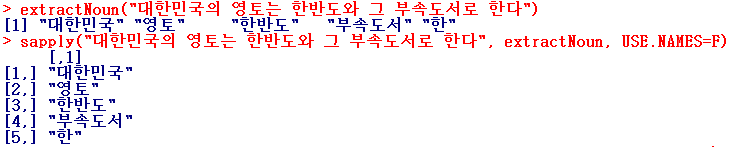 > extractNoun("대한민국의 영토는 한반도와 그 부속도서로 한다")
[1] "대한민국" "영토"     "한반도"   "부속도서" "한"
> sapply("대한민국의 영토는 한반도와 그 부속도서로 한다", extractNoun, USE.NAMES=F)
     [,1]
[1,] "대한민국"
[2,] "영토"
[3,] "한반도"
[4,] "부속도서"
[5,] "한"